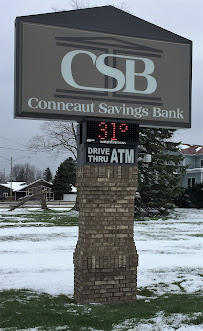 CSB
Conneaut Savings Bank
31°
DRIVE
THRU ATM